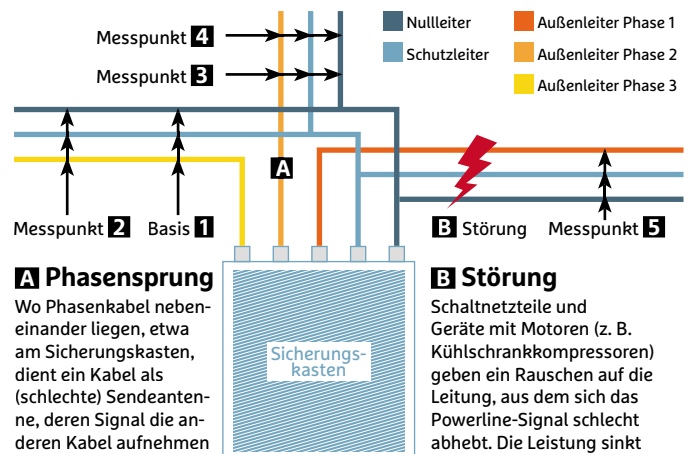 Messpunkt 4
Messpunkt 3
Nullleiter
Schutzleiter
Außenleiter Phase 1
Außenleiter Phase 2
Außenleiter Phase 3
A
Messpunkt 2
Basis 1
B Störung
Messpunkt 5
A Phasensprung
Wo Phasenkabel neben-
einander liegen, etwa
am Sicherungskasten,
dient ein Kabel als
(schlechte) Sendeanten-
ne, deren Signal die an-
deren Kabel aufnehmen
Sicherungs-
kasten
B Störung
Schaltnetzteile und
Geräte mit Motoren (z. B.
Kühlschrankkompressoren)
geben ein Rauschen auf die
Leitung, aus dem sich das
Powerline-Signal schlecht
abhebt. Die Leistung sinkt